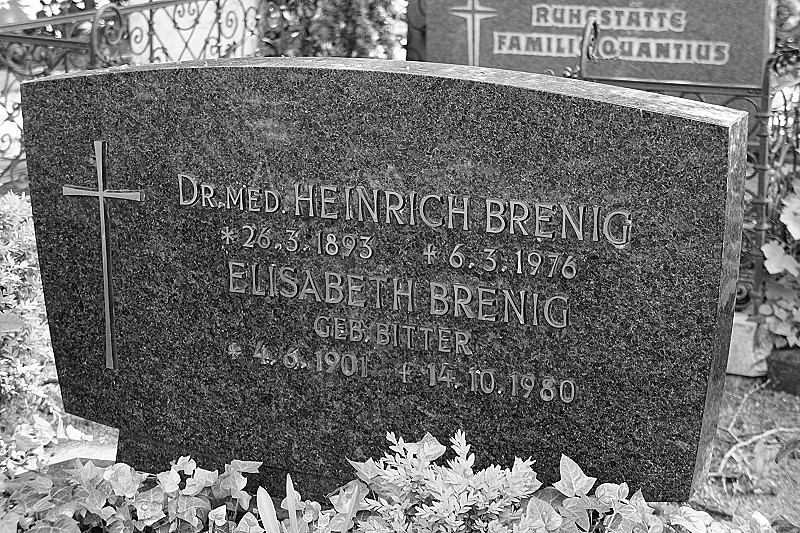 RUHESTÄTTE
FAMILIE QUANTIUS
DR. MED. HEINRICH BRENIG
* 26.3.1893 ✝ 6.3.1976
ELISABETH BRENIG
GEB. BITTER
* 4.6.1901 ✝ 14.10.1980